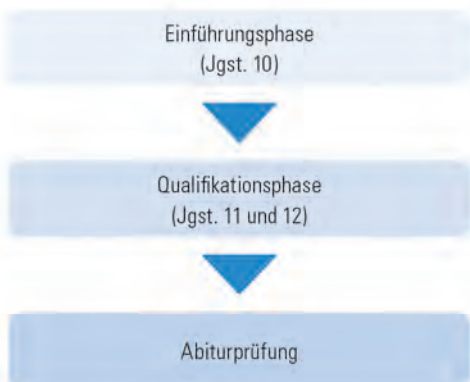 Einführungsphase
(Jgst. 10)
Qualifikationsphase
(Jgst. 11 und 12)
Abiturprüfung